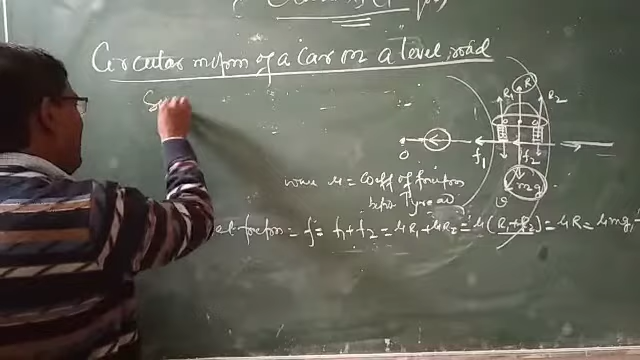 Circular motion of a car on a level road
R
R₁ R₂
f₁ f₂
O
mg
where μ = Coeff of friction
b/w Tyre
= f = f₁ + f₂ = μR₁ + μR₂ = μ(R₁+R₂) = μR = μmg